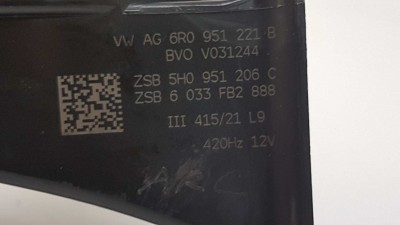 VW AG 6R0 951 221 B
BVO V031244
ZSB 5H0 951 206 C
ZSB 6 033 FB2 888
III 415/21 L9
420Hz 12V